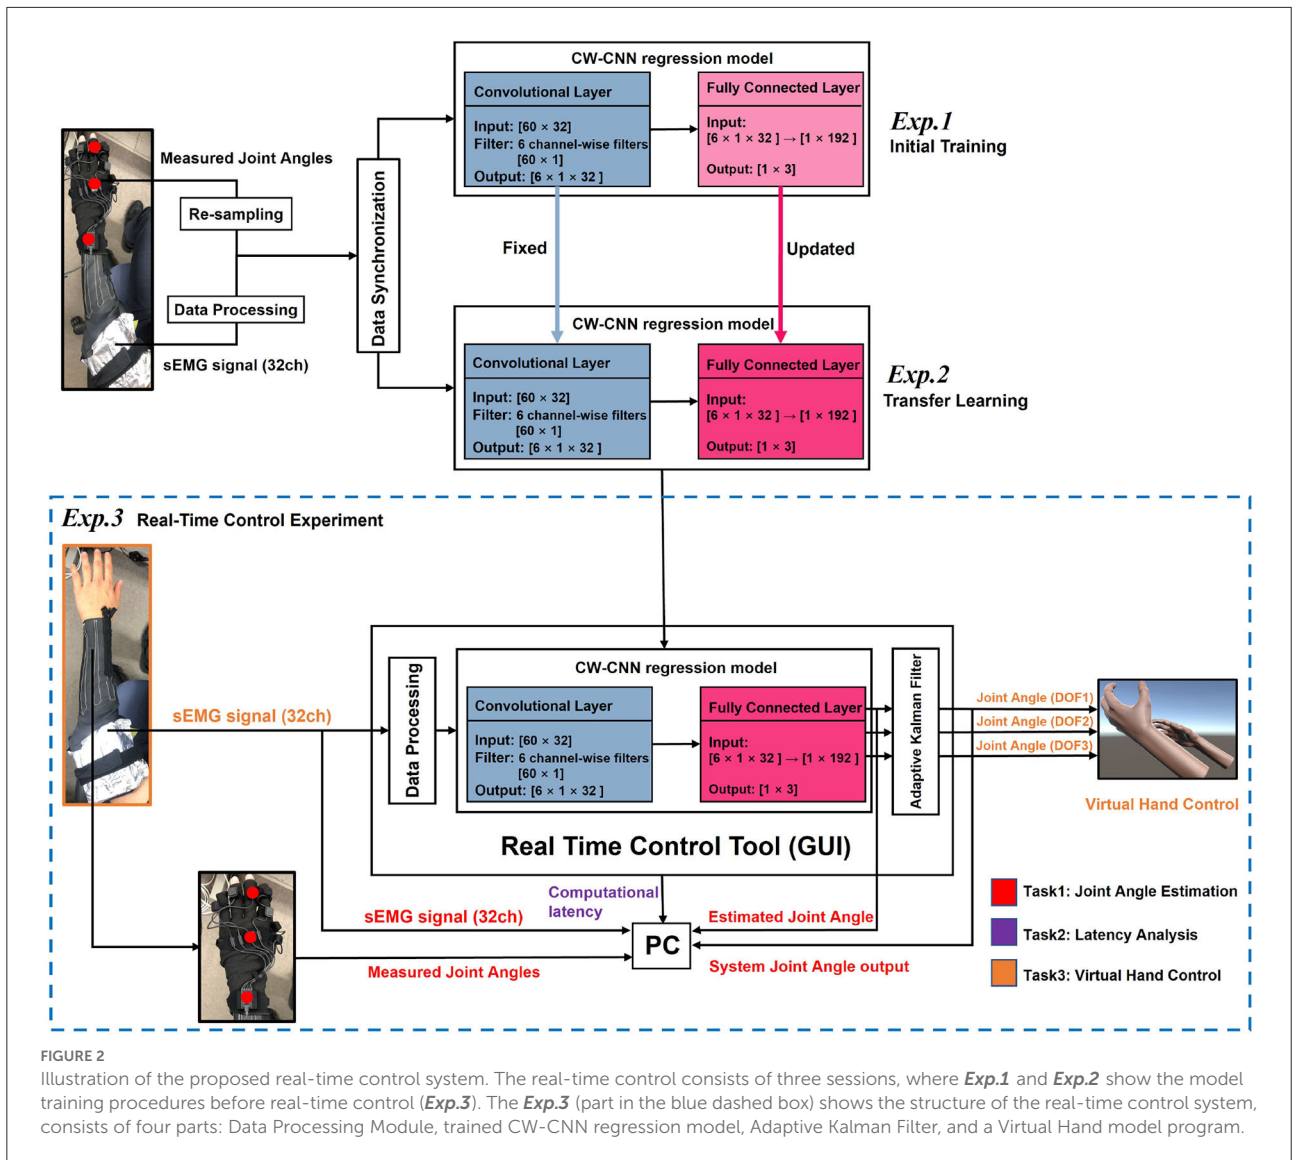 CW-CNN regression model
Convolutional Layer
Input: [60 × 32]
Filter: 6 channel-wise filters
[60 × 1]
Output: [6 × 1 × 32 ]
Fully Connected Layer
Input:
[6 × 1 × 32 ] → [1 × 192 ]
Output: [1 × 3]
Exp.1
Initial Training
Measured Joint Angles
Re-sampling
Data Processing
sEMG signal (32ch)
Data Synchronization
Fixed
Updated
CW-CNN regression model
Convolutional Layer
Input: [60 × 32]
Filter: 6 channel-wise filters
[60 × 1]
Output: [6 × 1 × 32 ]
Fully Connected Layer
Input:
[6 × 1 × 32 ] → [1 × 192 ]
Output: [1 × 3]
Exp.2
Transfer Learning
Exp.3 Real-Time Control Experiment
sEMG signal (32ch)
Data Processing
CW-CNN regression model
Convolutional Layer
Input: [60 × 32]
Filter: 6 channel-wise filters
[60 × 1]
Output: [6 × 1 × 32 ]
Fully Connected Layer
Input:
[6 × 1 × 32 ] → [1 × 192 ]
Output: [1 × 3]
Adaptive Kalman Filter
Joint Angle (DOF1)
Joint Angle (DOF2)
Joint Angle (DOF3)
Virtual Hand Control
Real Time Control Tool (GUI)
Computational
latency
sEMG signal (32ch)
Measured Joint Angles
PC
Estimated Joint Angle
System Joint Angle output
Task1: Joint Angle Estimation
Task2: Latency Analysis
Task3: Virtual Hand Control
FIGURE 2
Illustration of the proposed real-time control system. The real-time control consists of three sessions, where Exp.1 and Exp.2 show the model
training procedures before real-time control (Exp.3). The Exp.3 (part in the blue dashed box) shows the structure of the real-time control system,
consists of four parts: Data Processing Module, trained CW-CNN regression model, Adaptive Kalman Filter, and a Virtual Hand model program.